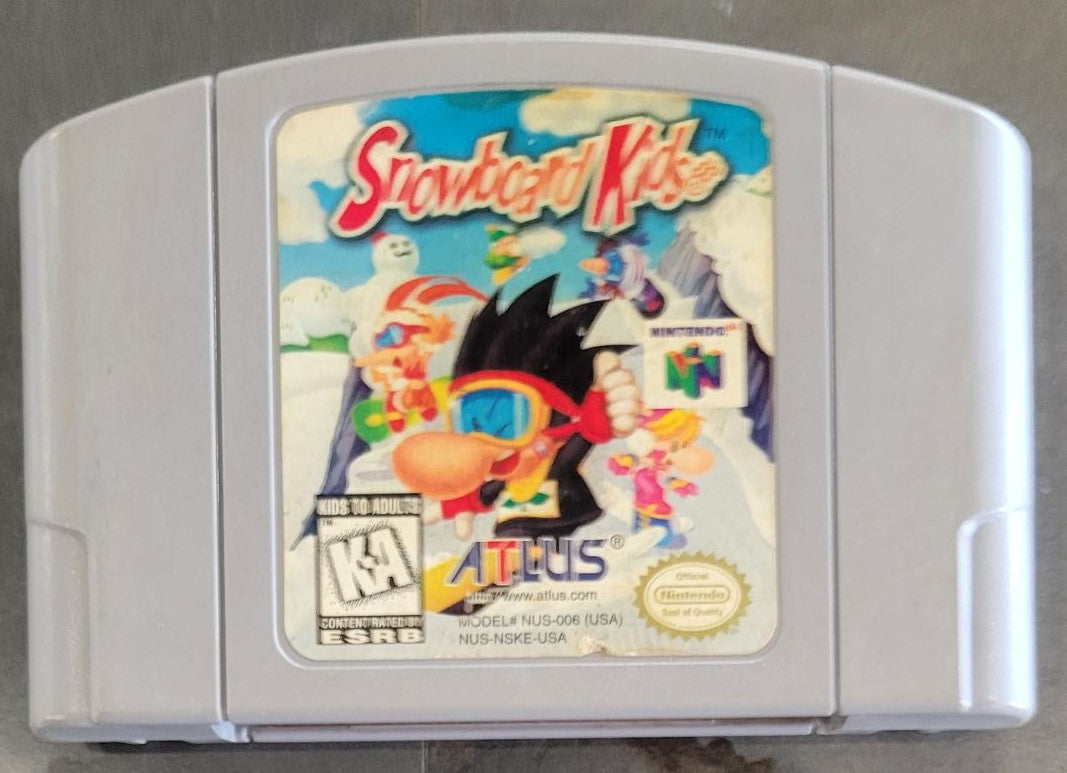 Snowboard Kids™
NINTENDO 64
KIDS TO ADULTS
™
KA
CONTENT RATED BY
ESRB
ATLUS®
http://www.atlus.com
MODEL# NUS-006 (USA)
NUS-NSKE-USA
Official
Nintendo
Seal of Quality